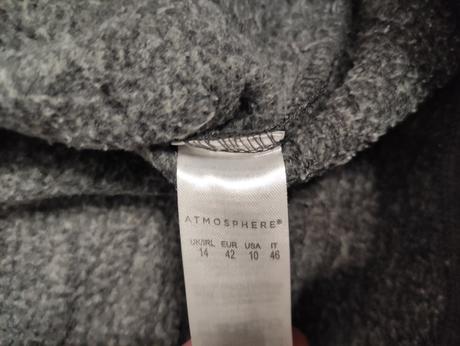 ATMOSPHERE®
UK/IRL EUR USA IT
14 42 10 46